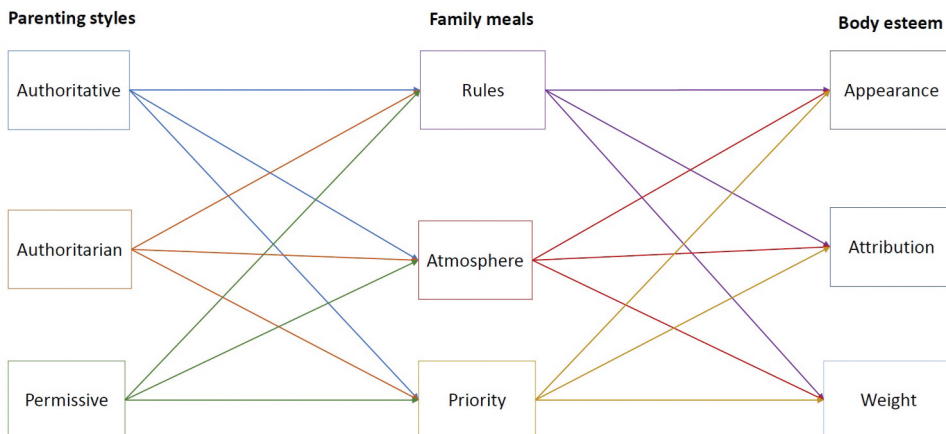 Parenting styles
Family meals
Body esteem
Authoritative
Rules
Appearance
Authoritarian
Atmosphere
Attribution
Permissive
Priority
Weight